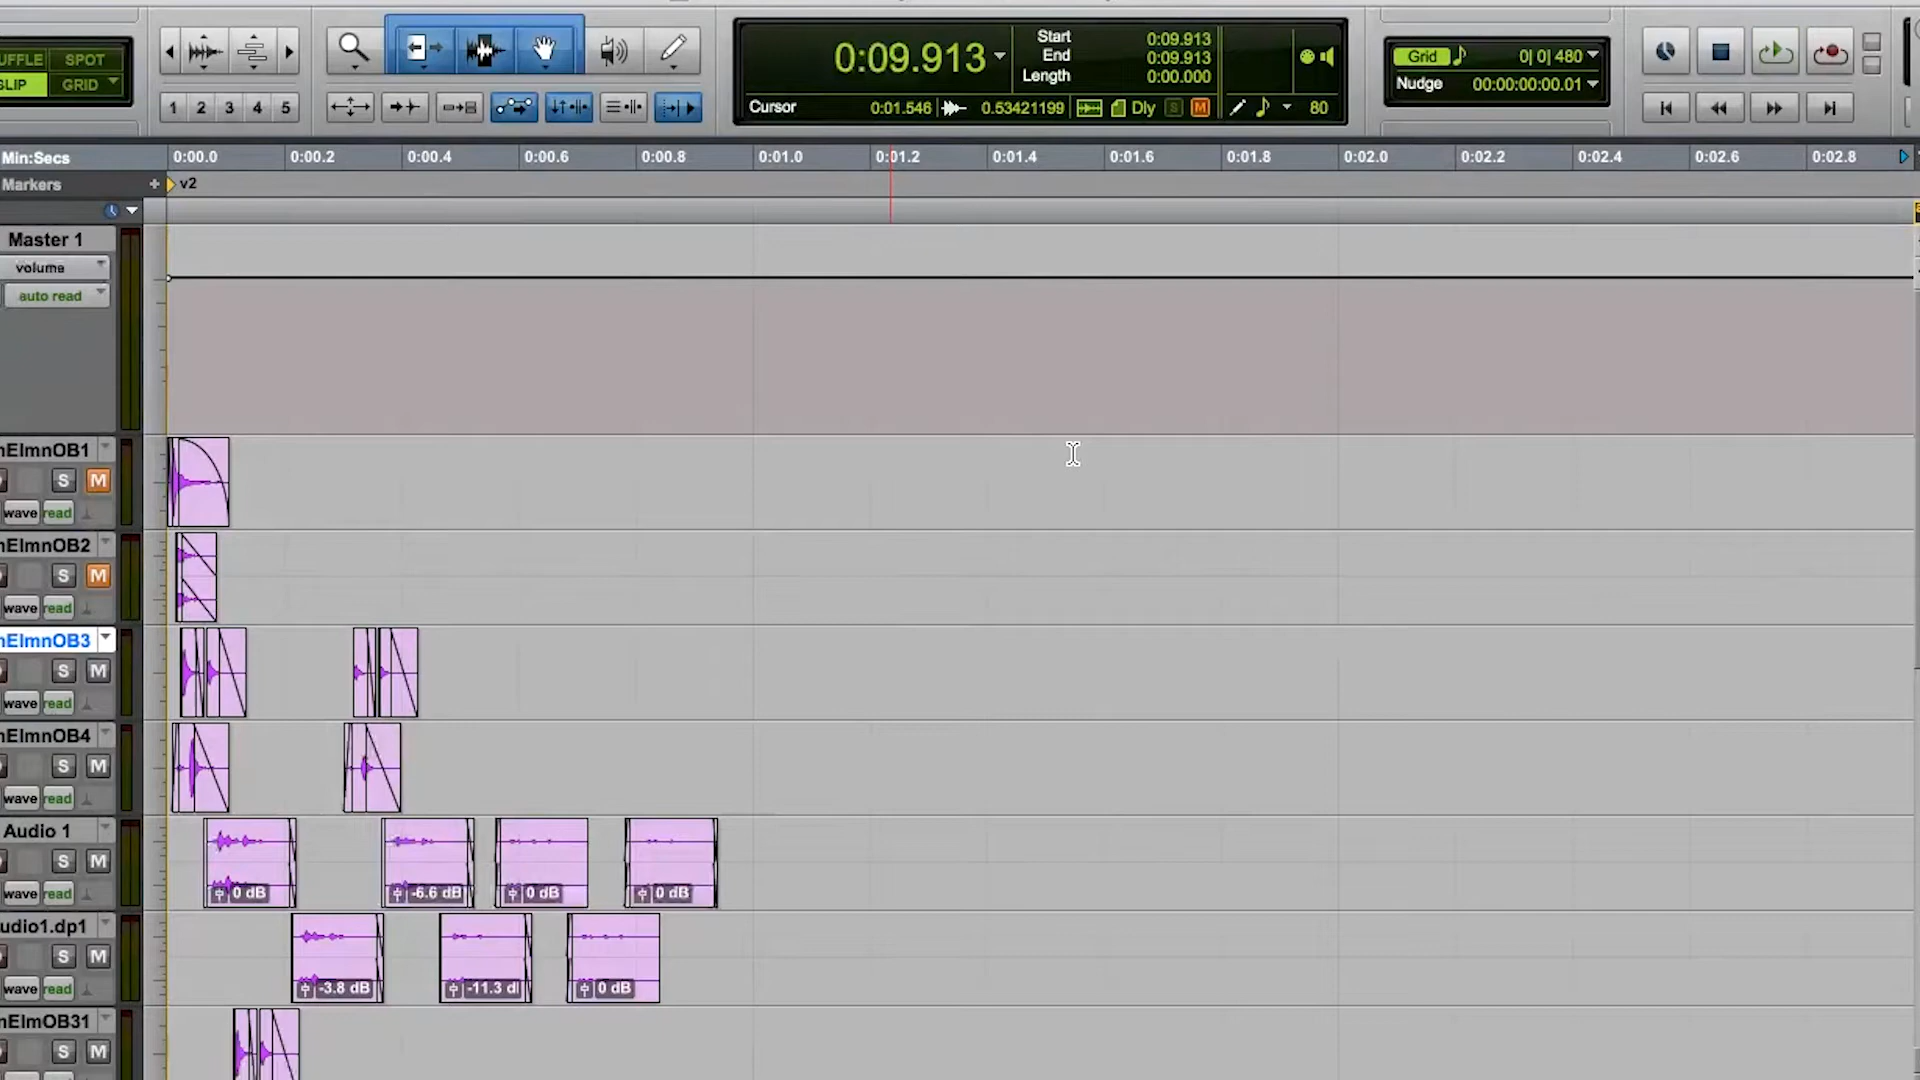 UFFLE SPOT
SLIP GRID
1 2 3 4 5
0:09.913
Start 0:09.913
End 0:09.913
Length 0:00.000
Cursor 0:01.546 0.53421199 Dly S M 80
Grid 0| 0| 480
Nudge 00:00:00:00.01
Min:Secs 0:00.0 0:00.2 0:00.4 0:00.6 0:00.8 0:01.0 0:01.2 0:01.4 0:01.6 0:01.8 0:02.0 0:02.2 0:02.4 0:02.6 0:02.8
Markers + v2
Master 1
volume
auto read
nElmnOB1
S M
wave read
nElmnOB2
S M
wave read
nElmnOB3
S M
wave read
nElmnOB4
S M
wave read
Audio 1
S M
wave read
0 dB -6.6 dB 0 dB 0 dB
udio1.dp1
S M
wave read
-3.8 dB -11.3 d 0 dB
nElmOB31
S M